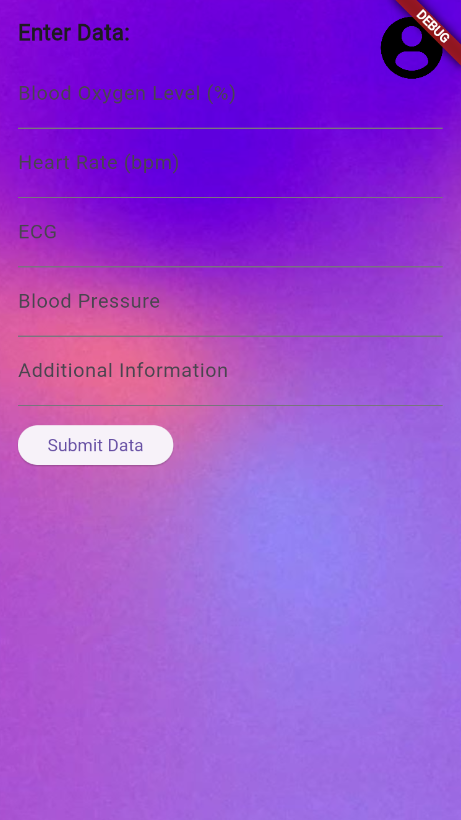 Enter Data:
DEBUG
Blood Oxygen Level (%)
Heart Rate (bpm)
ECG
Blood Pressure
Additional Information
Submit Data